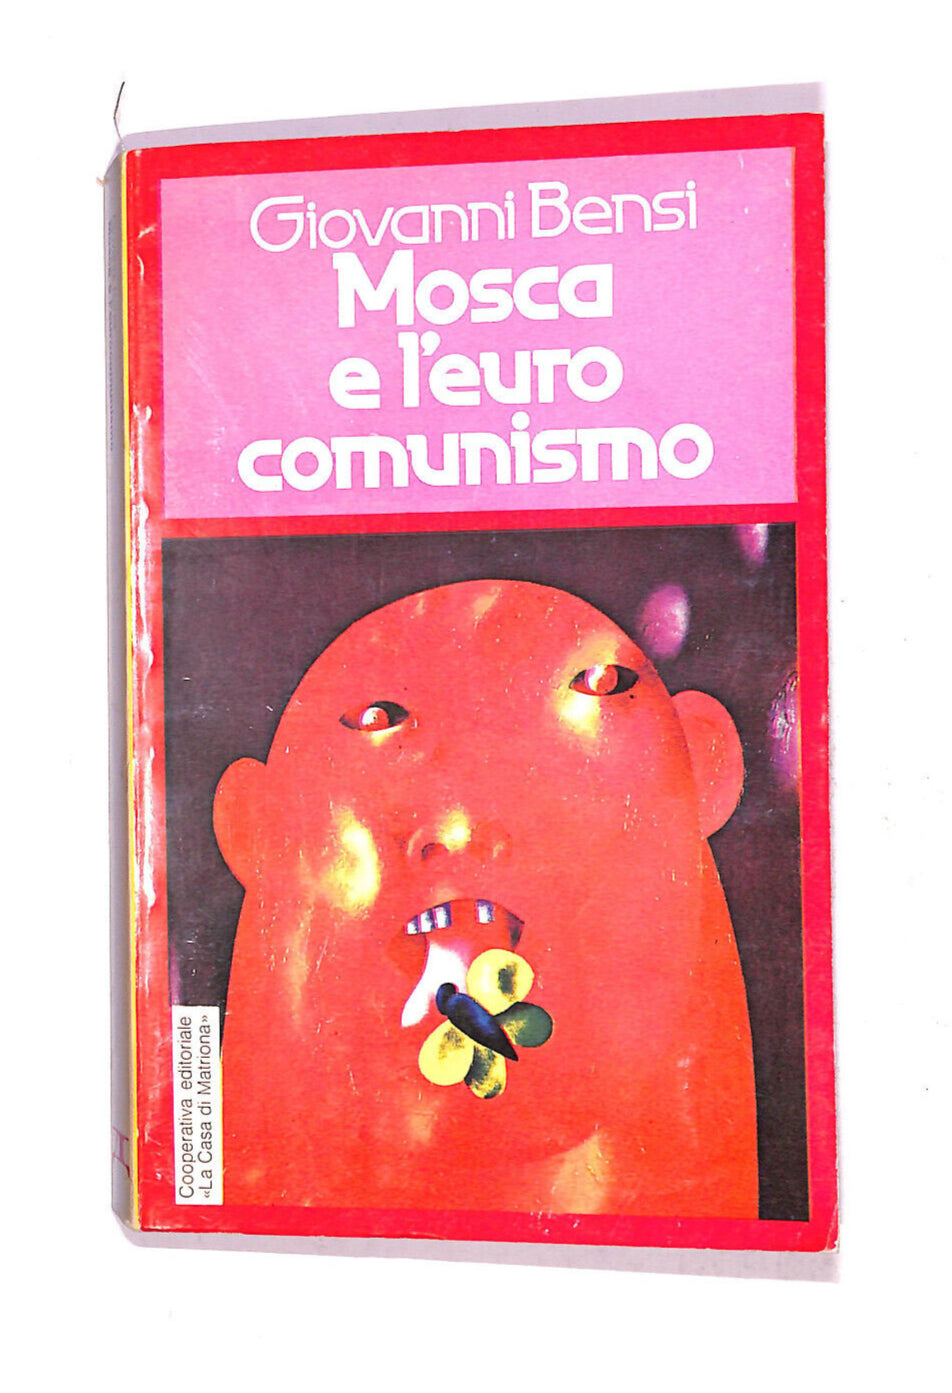 Giovanni Bensi
Mosca
e l'euro
comunismo
Cooperativa editoriale
«La Casa di Matriona»